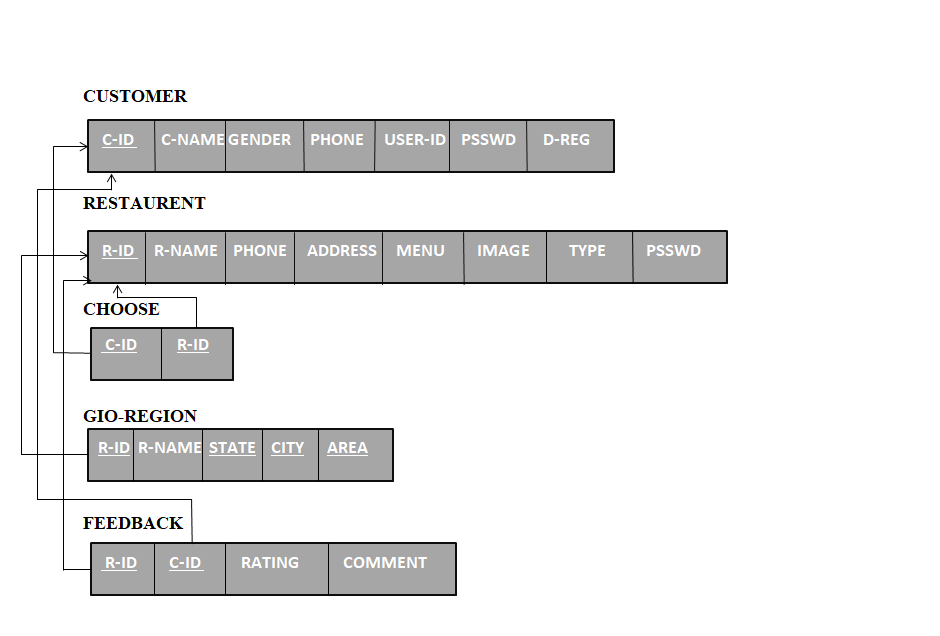 CUSTOMER
C-ID C-NAME GENDER PHONE USER-ID PSSWD D-REG
RESTAURENT
R-ID R-NAME PHONE ADDRESS MENU IMAGE TYPE PSSWD
CHOOSE
C-ID R-ID
GIO-REGION
R-ID R-NAME STATE CITY AREA
FEEDBACK
R-ID C-ID RATING COMMENT